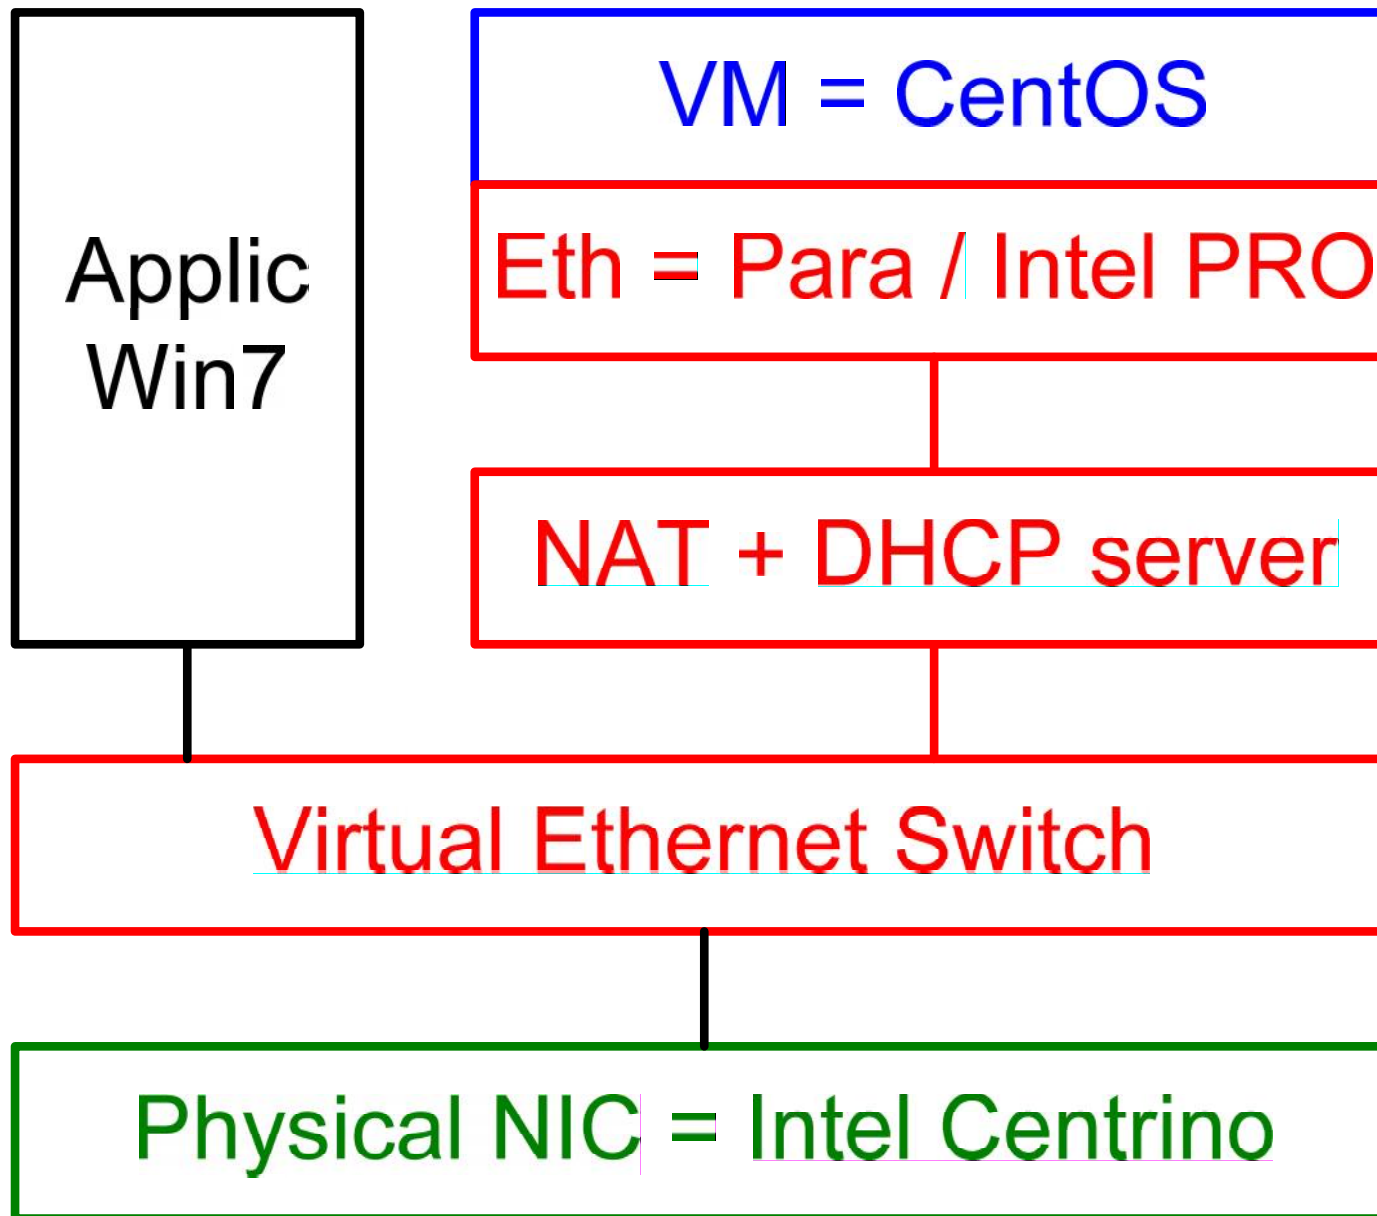 VM = CentOS
Eth = Para / Intel PRO
Applic
Win7
NAT + DHCP server
Virtual Ethernet Switch
Physical NIC = Intel Centrino